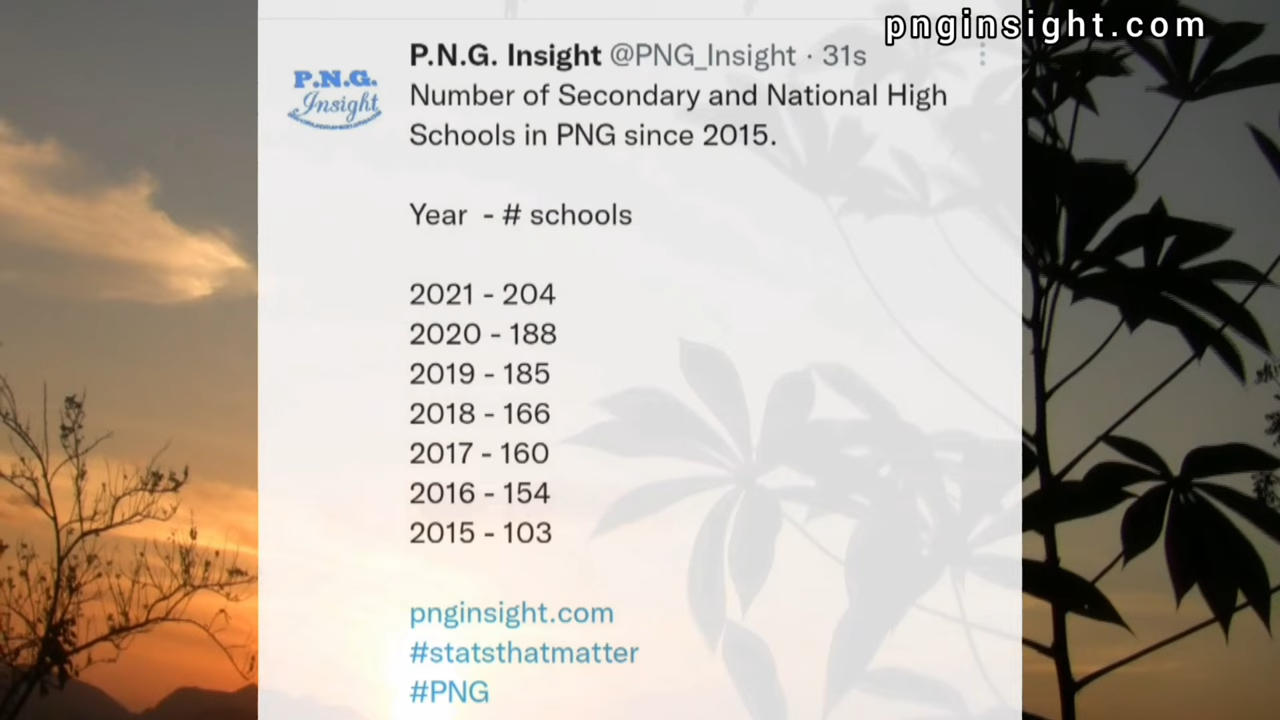 pnginsight.com
P.N.G. Insight @PNG_Insight · 31s
P.N.G.
Insight
Number of Secondary and National High
Schools in PNG since 2015.
Year - # schools
2021 - 204
2020 - 188
2019 - 185
2018 - 166
2017 - 160
2016 - 154
2015 - 103
pnginsight.com
#statsthatmatter
#PNG